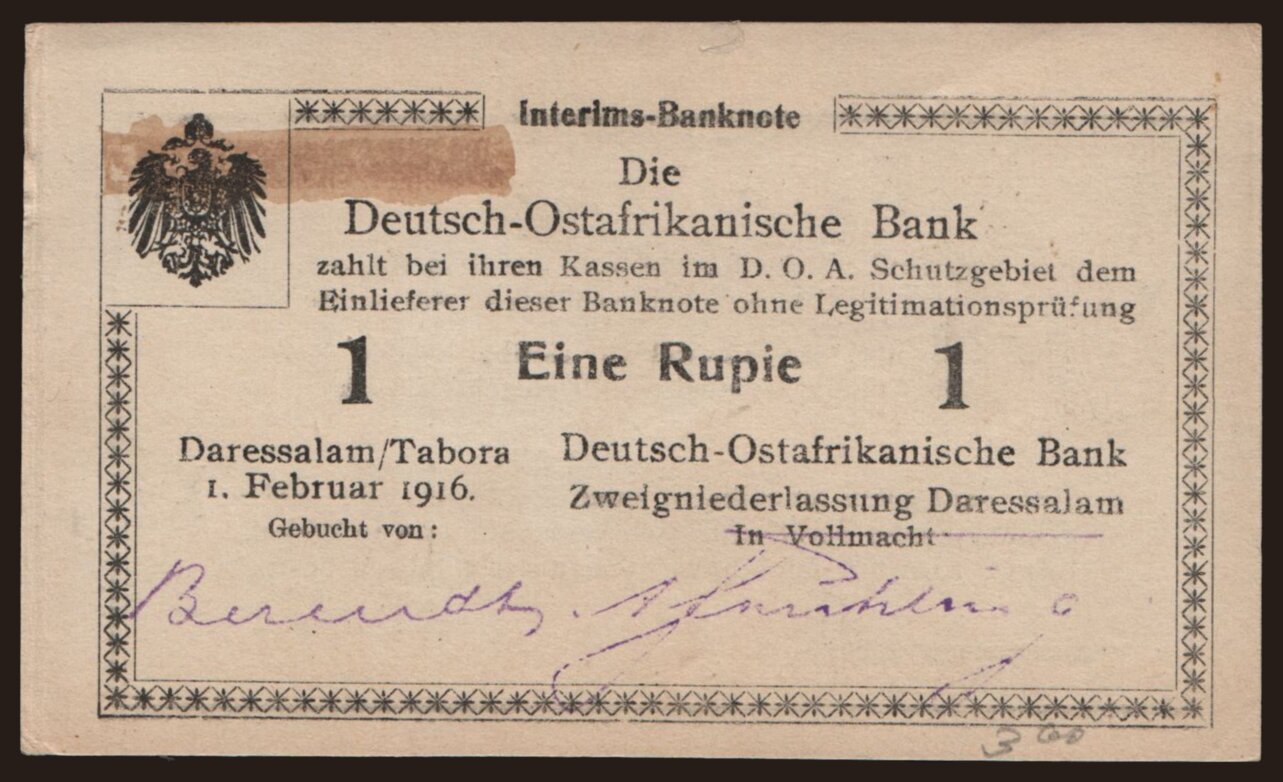 Interims-Banknote
Die
Deutsch-Ostafrikanische Bank
zahlt bei ihren Kassen im D. O. A. Schutzgebiet dem
Einlieferer dieser Banknote ohne Legitimationsprüfung
1 Eine Rupie 1
Daressalam/Tabora
1. Februar 1916.
Gebucht von:
Deutsch-Ostafrikanische Bank
Zweigniederlassung Daressalam
In Vollmacht
Berendt